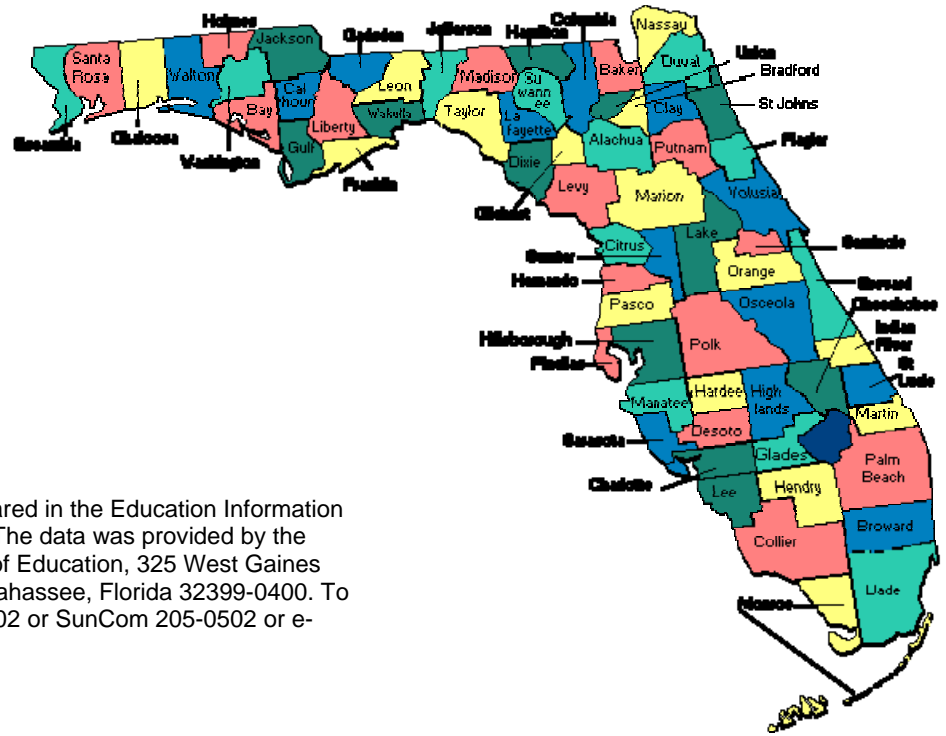 Nassau
Holmes
Columbia
Jackson
Gadsden
Jefferson
Hamilton
Union
Santa
Rosa
Walton
Madison
Su
wann
ee
Baker
Duval
Bradford
Cal
houn
Leon
Clay
St Johns
Bay
Liberty
Wakulla
Taylor
La
fayette
Alachua
Putnam
Escambia
Okaloosa
Washington
Gulf
Franklin
Dixie
Flagler
Gilchrist
Levy
Marion
Volusia
Citrus
Lake
Sumter
Seminole
Hernando
Orange
Brevard
Pasco
Osceola
Okeechobee
Hillsborough
Polk
Indian
River
Pinellas
St
Lucie
Manatee
Hardee
High
lands
Martin
Sarasota
Desoto
Glades
Charlotte
Lee
Hendry
Palm
Beach
Collier
Broward
Monroe
Dade
ared in the Education Information
The data was provided by the
of Education, 325 West Gaines
ahassee, Florida 32399-0400. To
02 or SunCom 205-0502 or e-